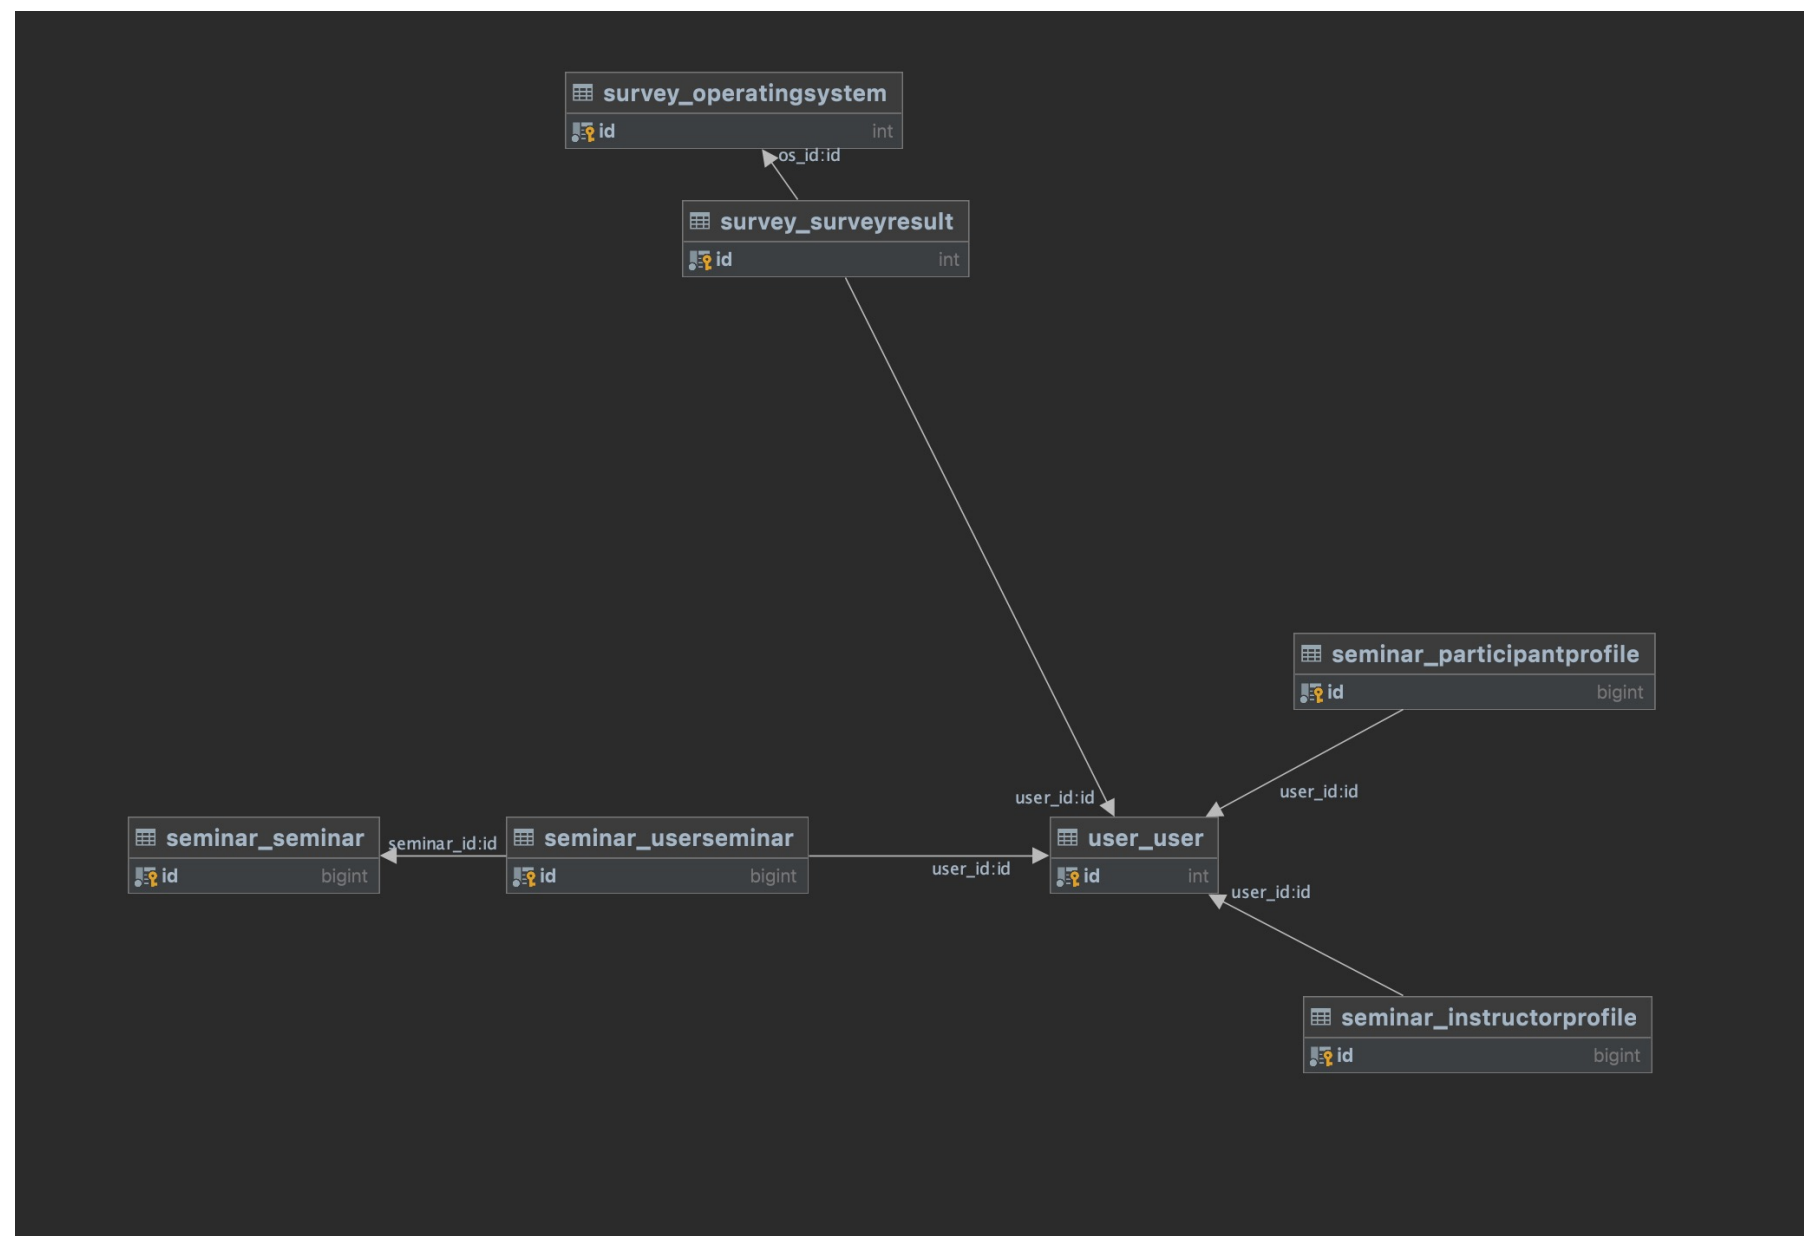 survey_operatingsystem
id int
os_id:id
survey_surveyresult
id int
seminar_participantprofile
id bigint
user_id:id
user_id:id
seminar_seminar
id bigint
seminar_id:id
seminar_userseminar
id bigint
user_id:id
user_user
id int
user_id:id
seminar_instructorprofile
id bigint